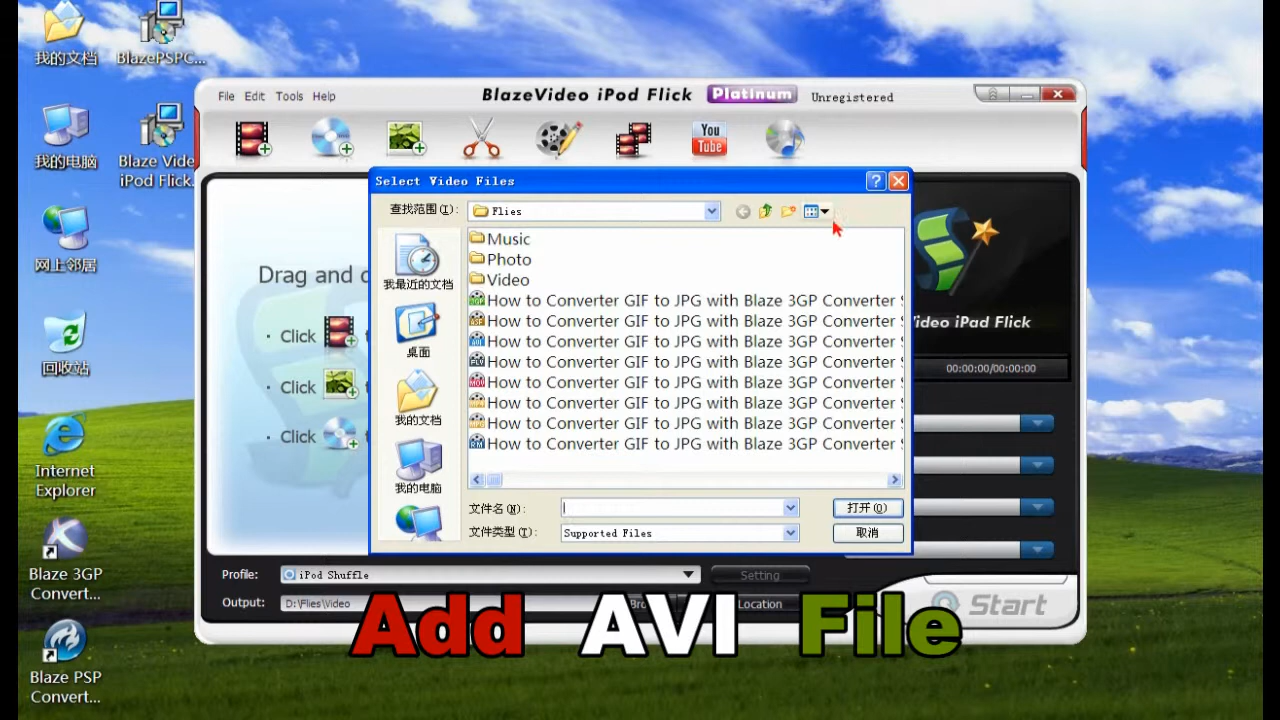 我的文档
BlazePSPC...
我的电脑
Blaze Vide
iPod Flick.
网上邻居
回收站
Internet
Explorer
Blaze 3GP
Convert...
Blaze PSP
Convert...
File Edit Tools Help
BlazeVideo iPod Flick Platinum Unregistered
You
Tube
Drag and
· Click
· Click
· Click
Select Video Files
查找范围(I): Flies
我最近的文档
桌面
我的文档
我的电脑
Music
Photo
Video
How to Converter GIF to JPG with Blaze 3GP Converter
How to Converter GIF to JPG with Blaze 3GP Converter
How to Converter GIF to JPG with Blaze 3GP Converter
How to Converter GIF to JPG with Blaze 3GP Converter
How to Converter GIF to JPG with Blaze 3GP Converter
How to Converter GIF to JPG with Blaze 3GP Converter
How to Converter GIF to JPG with Blaze 3GP Converter
How to Converter GIF to JPG with Blaze 3GP Converter
文件名(N): 打开(O)
文件类型(T): Supported Files 取消
ideo iPad Flick
00:00:00/00:00:00
Profile: iPod Shuffle Setting
Output: D:\Flies\Video Bro Location
Start
Add AVI File